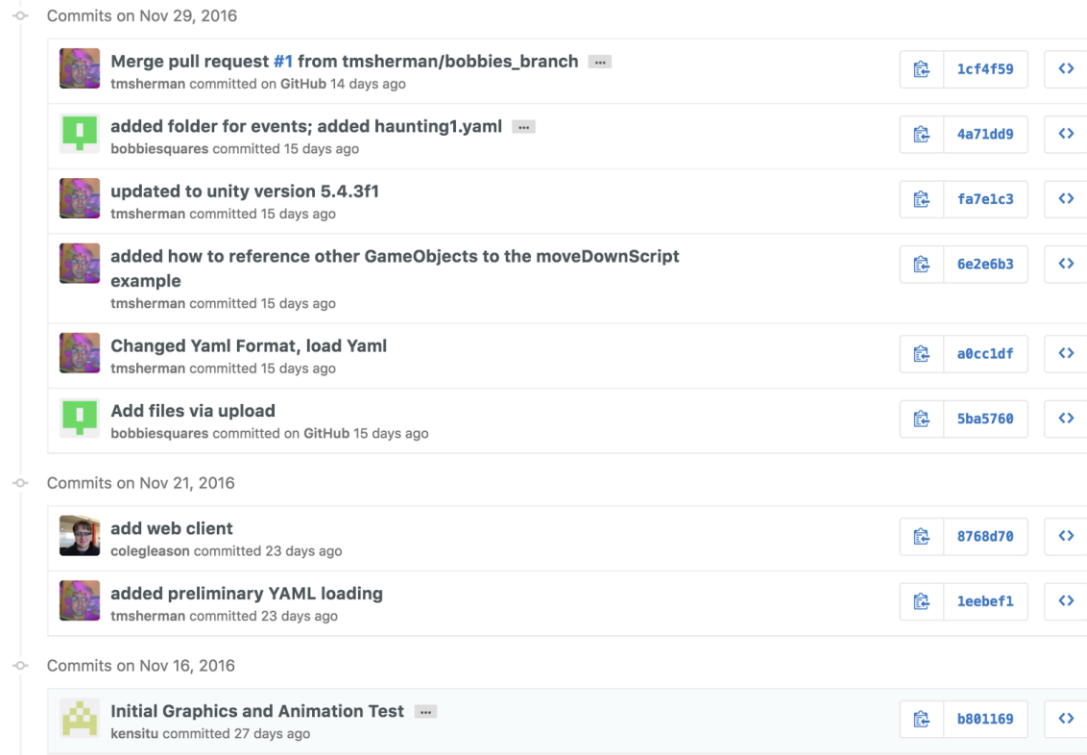 Commits on Nov 29, 2016
Merge pull request #1 from tmsherman/bobbies_branch ...
tmsherman committed on GitHub 14 days ago
1cf4f59
added folder for events; added haunting1.yaml ...
bobbiesquares committed 15 days ago
4a71dd9
updated to unity version 5.4.3f1
tmsherman committed 15 days ago
fa7e1c3
added how to reference other GameObjects to the moveDownScript
example
tmsherman committed 15 days ago
6e2e6b3
Changed Yaml Format, load Yaml
tmsherman committed 15 days ago
a0cc1df
Add files via upload
bobbiesquares committed on GitHub 15 days ago
5ba5760
Commits on Nov 21, 2016
add web client
colegleason committed 23 days ago
8768d70
added preliminary YAML loading
tmsherman committed 23 days ago
1eebef1
Commits on Nov 16, 2016
Initial Graphics and Animation Test ...
kensitu committed 27 days ago
b801169